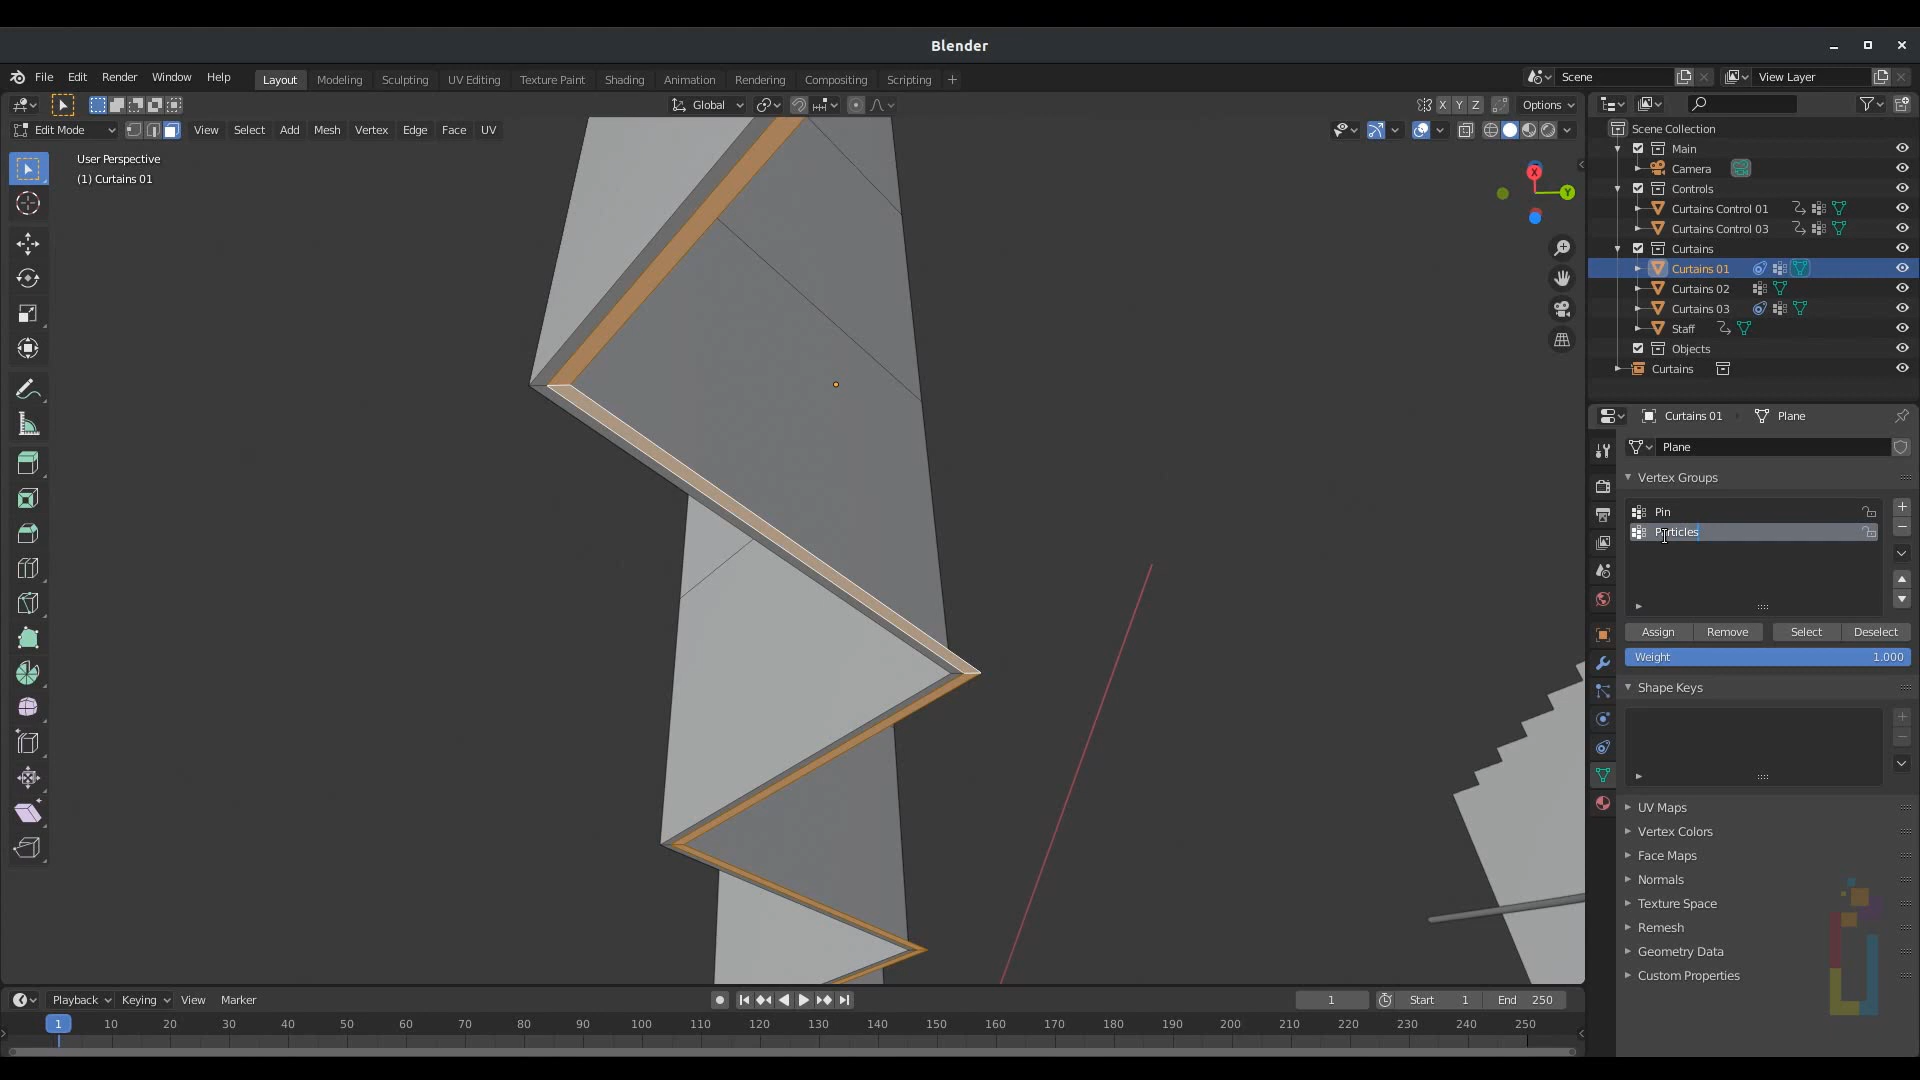 Blender
File Edit Render Window Help
Layout Modeling Sculpting UV Editing Texture Paint Shading Animation Rendering Compositing Scripting +
Scene
View Layer
Global
X Y Z
Options
Edit Mode
View Select Add Mesh Vertex Edge Face UV
User Perspective
(1) Curtains 01
X
Y
Scene Collection
Main
Camera
Controls
Curtains Control 01
Curtains Control 03
Curtains
Curtains 01
Curtains 02
Curtains 03
Staff
Objects
Curtains
Curtains 01
Plane
Plane
Vertex Groups
Pin
Particles
Assign Remove Select Deselect
Weight 1.000
Shape Keys
UV Maps
Vertex Colors
Face Maps
Normals
Texture Space
Remesh
Geometry Data
Custom Properties
Playback Keying View Marker
1
Start 1
End 250
1 10 20 30 40 50 60 70 80 90 100 110 120 130 140 150 160 170 180 190 200 210 220 230 240 250